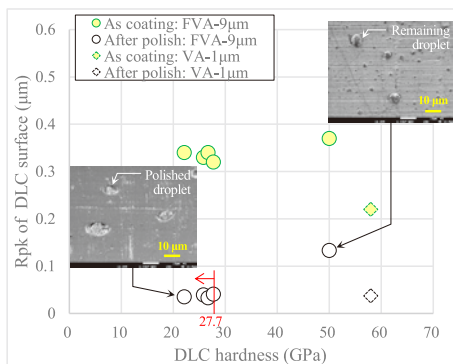 As coating: FVA-9μm
After polish: FVA-9μm
As coating: VA-1μm
After polish: VA-1μm
Remaining
droplet
10 μm
Polished
droplet
10 μm
27.7
Rpk of DLC surface (μm)
0.6
0.5
0.4
0.3
0.2
0.1
0
0 10 20 30 40 50 60 70
DLC hardness (GPa)